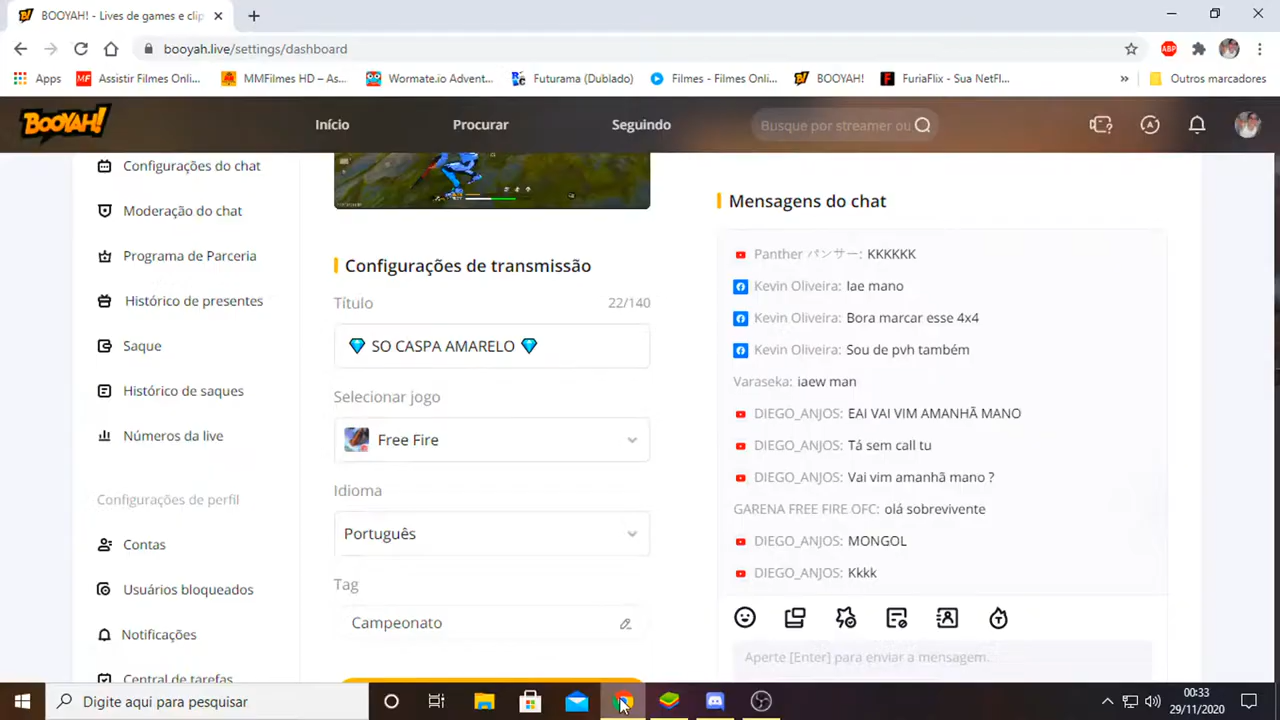 BOOYAH! - Lives de games e clip
booyah.live/settings/dashboard
ABP
Apps
MF Assistir Filmes Onli...
MMFilmes HD – As...
Wormate.io Advent...
Futurama (Dublado)
Filmes - Filmes Onli...
BOOYAH!
F FuriaFlix - Sua NetFl...
»
Outros marcadores
BOOYAH!
Início
Procurar
Seguindo
Busque por streamer ou
Configurações do chat
Moderação do chat
Programa de Parceria
Histórico de presentes
Saque
Histórico de saques
Números da live
Configurações de perfil
Contas
Usuários bloqueados
Notificações
Central de tarefas
Configurações de transmissão
Título
22/140
💎 SO CASPA AMARELO 💎
Selecionar jogo
Free Fire
Idioma
Português
Tag
Campeonato
Mensagens do chat
Panther パンサー: KKKKKK
Kevin Oliveira: Iae mano
Kevin Oliveira: Bora marcar esse 4x4
Kevin Oliveira: Sou de pvh também
Varaseka: iaew man
DIEGO_ANJOS: EAI VAI VIM AMANHÃ MANO
DIEGO_ANJOS: Tá sem call tu
DIEGO_ANJOS: Vai vim amanhã mano ?
GARENA FREE FIRE OFC: olá sobrevivente
DIEGO_ANJOS: MONGOL
DIEGO_ANJOS: Kkkk
Aperte [Enter] para enviar a mensagem.
Digite aqui para pesquisar
00:33
29/11/2020